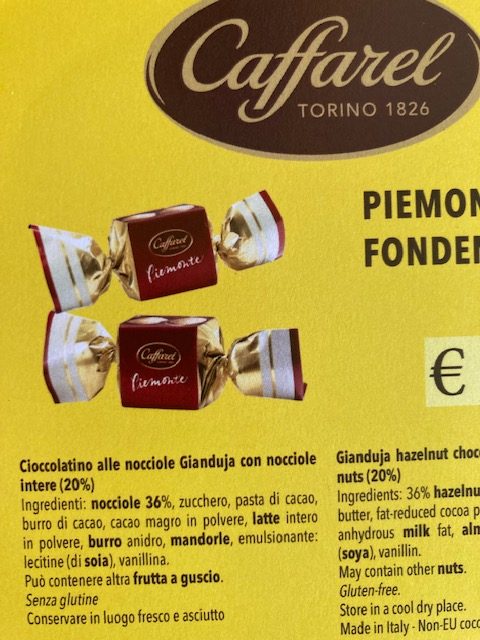 Caffarel
TORINO 1826
PIEMON
FONDEN
Caffarel
Piemonte
Caffarel
Piemonte
€
Cioccolatino alle nocciole Gianduja con nocciole
intere (20%)
Ingredienti: nocciole 36%, zucchero, pasta di cacao,
burro di cacao, cacao magro in polvere, latte intero
in polvere, burro anidro, mandorle, emulsionante:
lecitine (di soia), vanillina.
Può contenere altra frutta a guscio.
Senza glutine
Conservare in luogo fresco e asciutto
Gianduja hazelnut choc
nuts (20%)
Ingredients: 36% hazelnu
butter, fat-reduced cocoa p
anhydrous milk fat, alm
(soya), vanillin.
May contain other nuts.
Gluten-free.
Store in a cool dry place.
Made in Italy - Non-EU coc